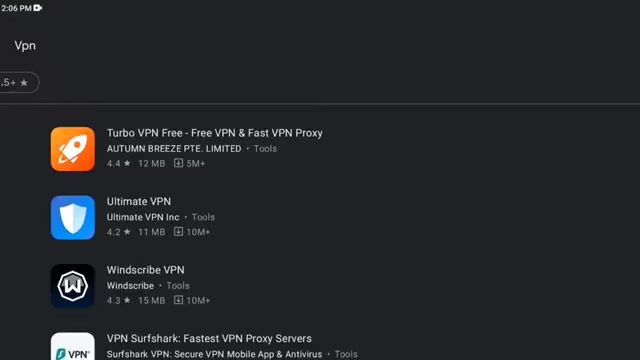 2:06 PM
Vpn
.5+ ★
Turbo VPN Free - Free VPN & Fast VPN Proxy
AUTUMN BREEZE PTE. LIMITED • Tools
4.4 ★ 12 MB 5M+
Ultimate VPN
Ultimate VPN Inc • Tools
4.2 ★ 11 MB 10M+
Windscribe VPN
Windscribe • Tools
4.3 ★ 15 MB 10M+
VPN Surfshark: Fastest VPN Proxy Servers
VPN
Surfshark VPN: Secure VPN Mobile App & Antivirus • Tools